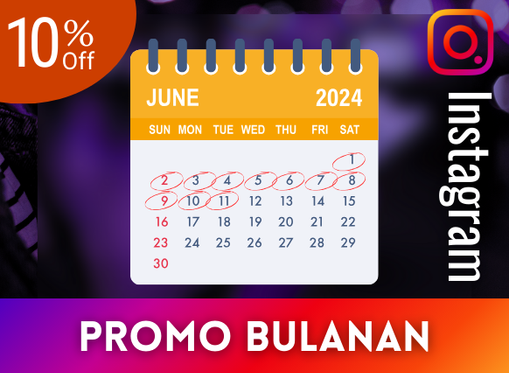 10%
Off
JUNE 2024
SUN MON TUE WED THU FRI SAT
1
2 3 4 5 6 7 8
9 10 11 12 13 14 15
16 17 18 19 20 21 22
23 24 25 26 27 28 29
30
Instagram
PROMO BULANAN